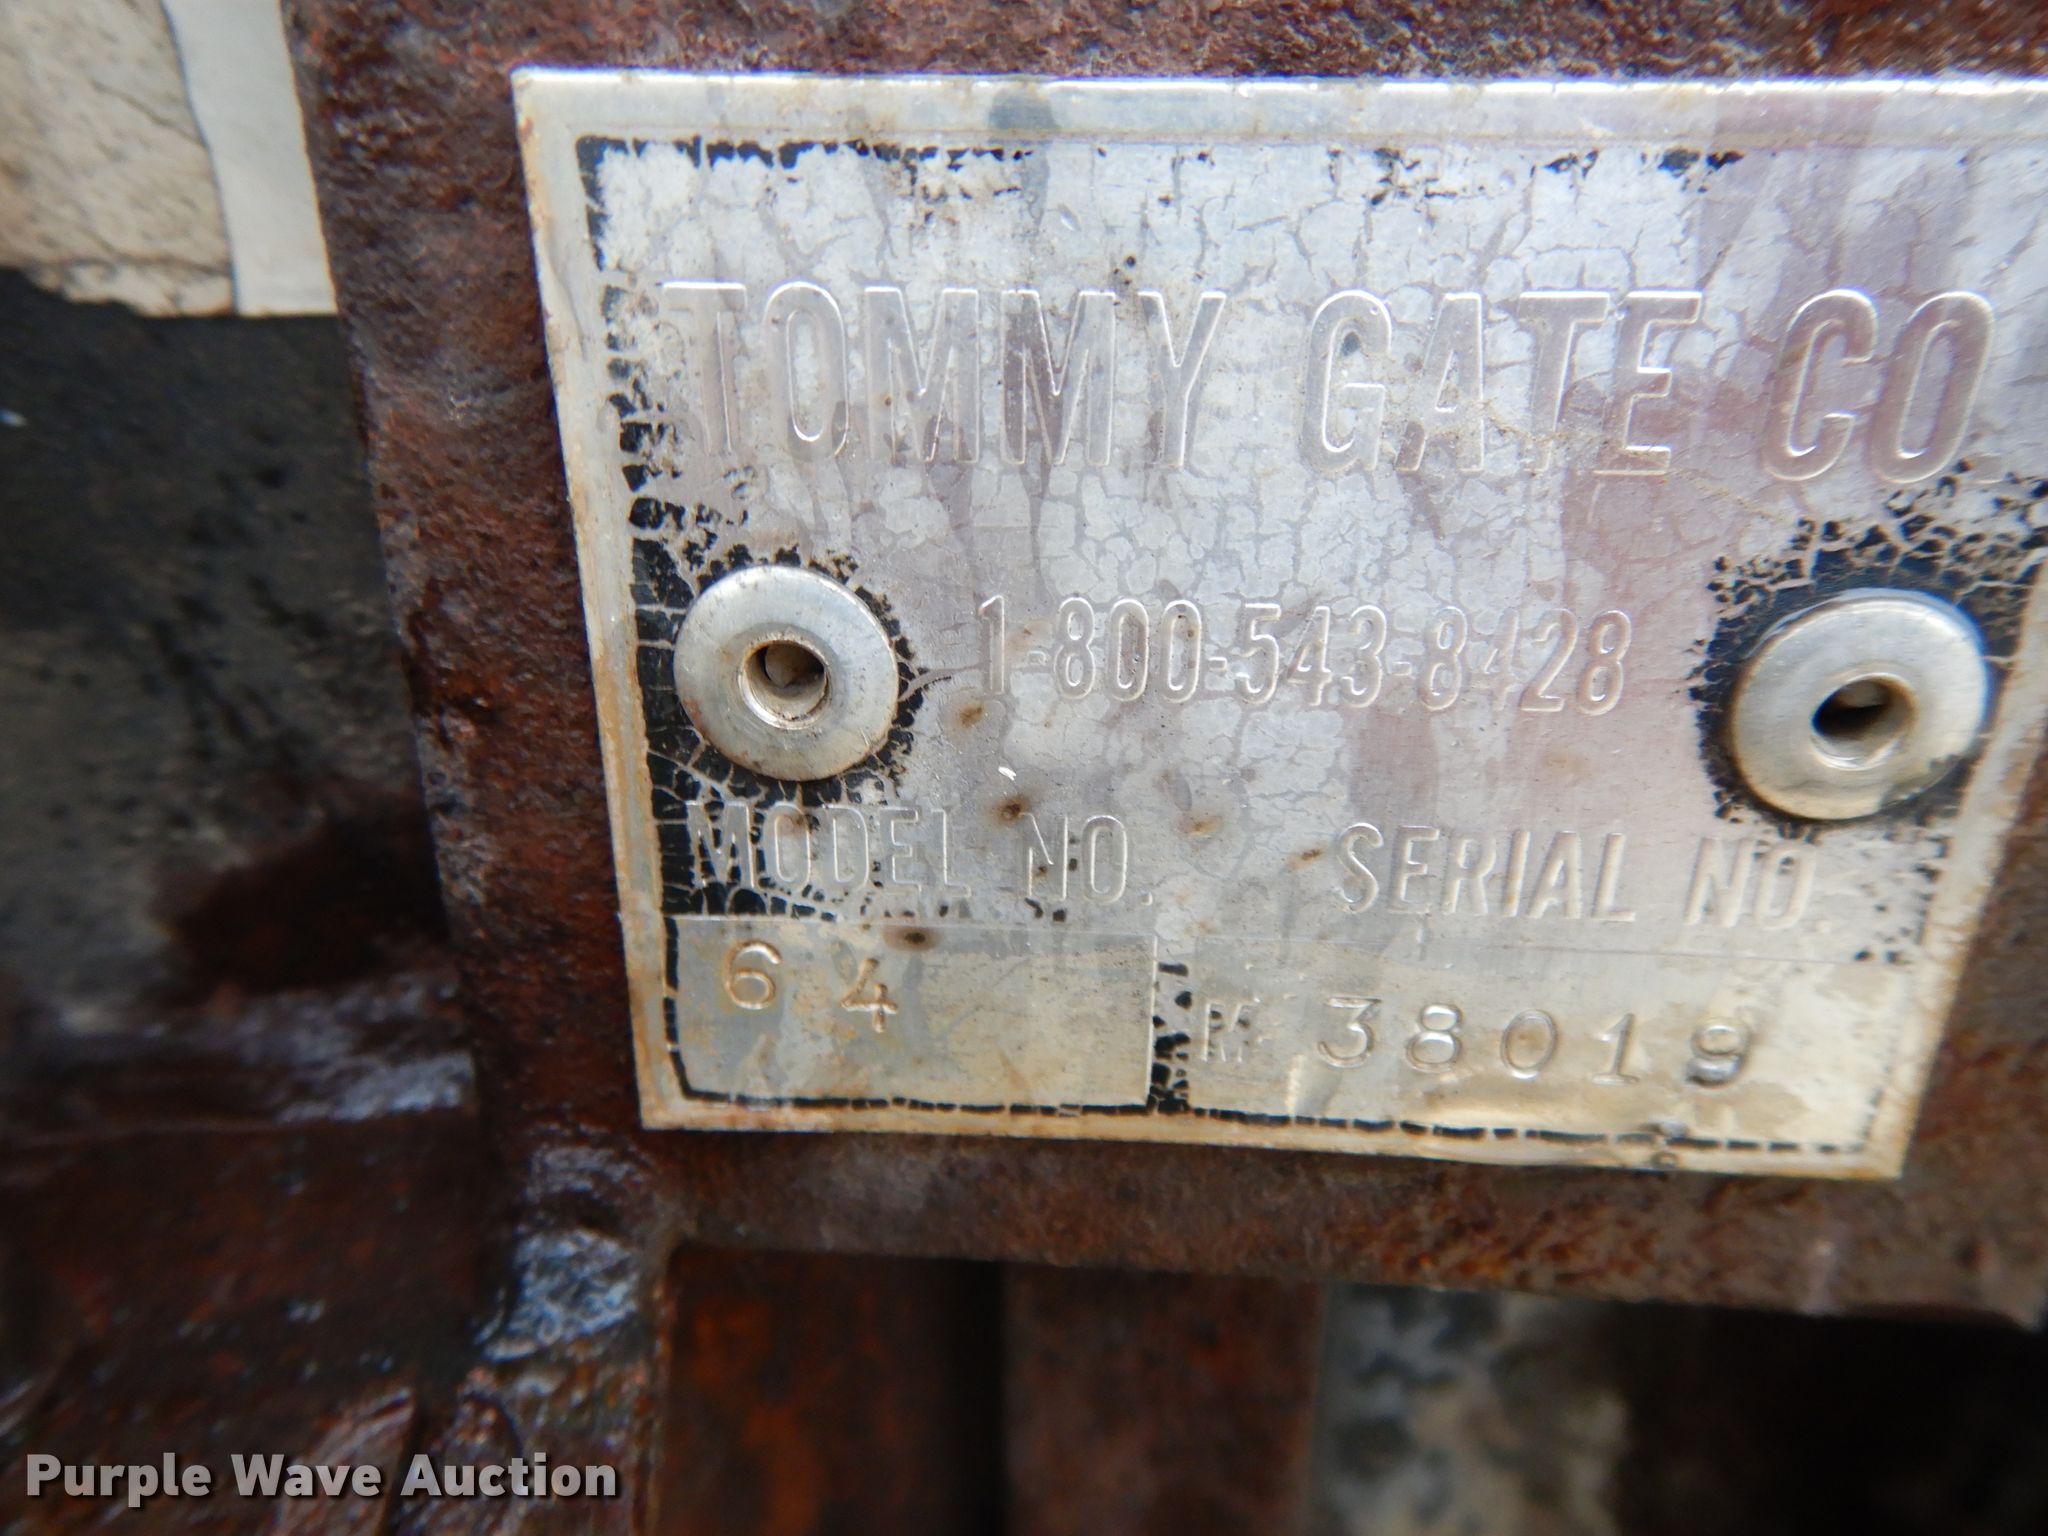 TOMMY GATE CO.
1-800-543-8428
MODEL NO. SERIAL NO.
64 38019
Purple Wave Auction